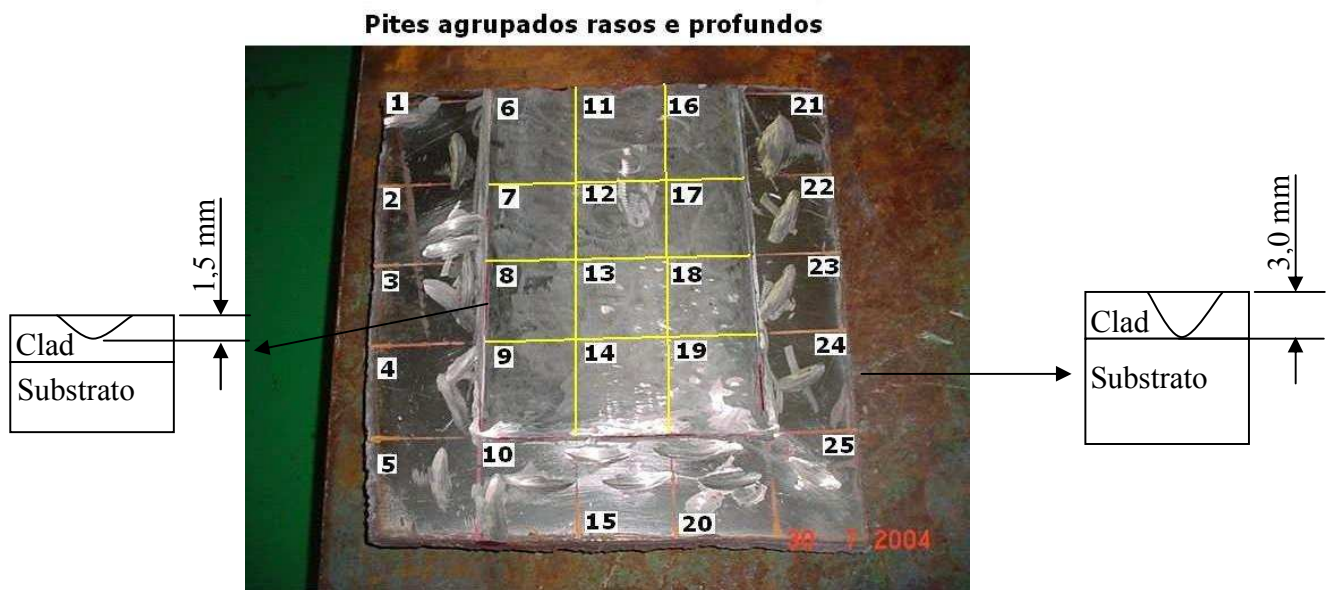 Pites agrupados rasos e profundos
1 6 11 16 21
2 7 12 17 22
3 8 13 18 23
4 9 14 19 24
5 10 15 20 25
30 7 2004
1,5 mm
Clad
Substrato
3,0 mm
Clad
Substrato